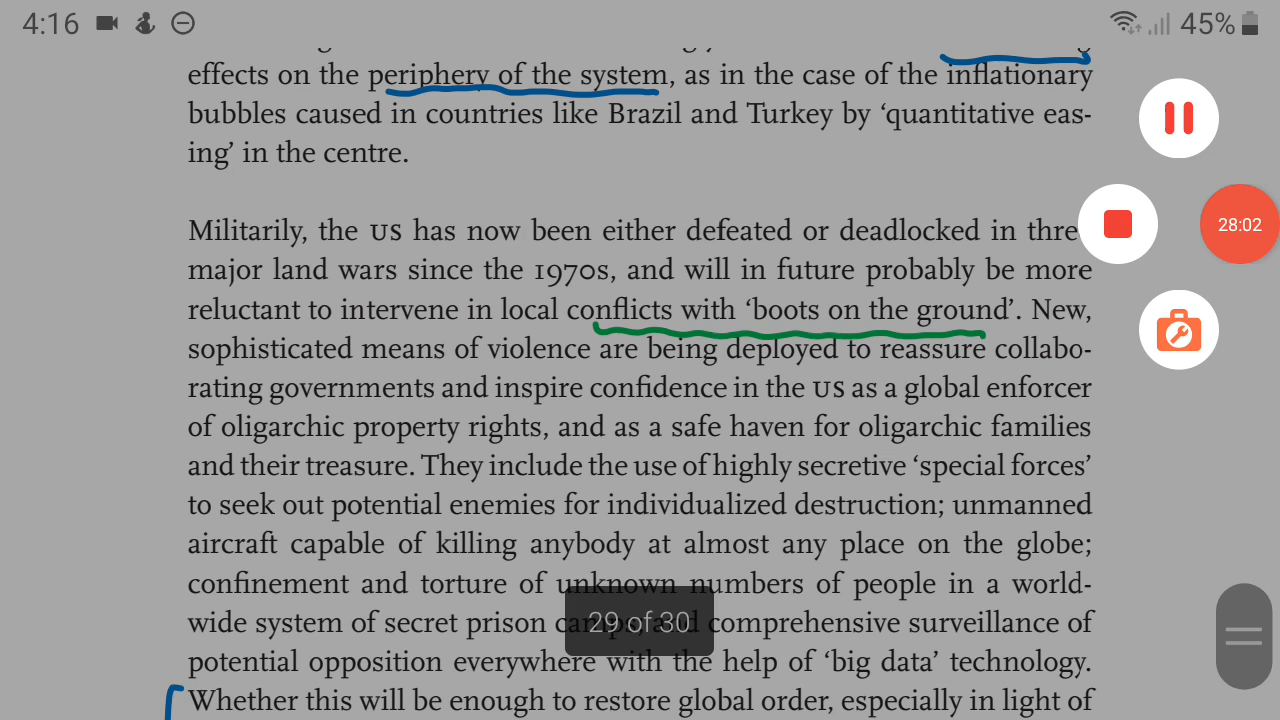 4:16
45%
effects on the periphery of the system, as in the case of the inflationary
bubbles caused in countries like Brazil and Turkey by ‘quantitative eas-
ing’ in the centre.
Militarily, the US has now been either defeated or deadlocked in thre
major land wars since the 1970s, and will in future probably be more
reluctant to intervene in local conflicts with ‘boots on the ground’. New,
sophisticated means of violence are being deployed to reassure collabo-
rating governments and inspire confidence in the US as a global enforcer
of oligarchic property rights, and as a safe haven for oligarchic families
and their treasure. They include the use of highly secretive ‘special forces’
to seek out potential enemies for individualized destruction; unmanned
aircraft capable of killing anybody at almost any place on the globe;
confinement and torture of unknown numbers of people in a world-
wide system of secret prison camps; and comprehensive surveillance of
potential opposition everywhere with the help of ‘big data’ technology.
Whether this will be enough to restore global order, especially in light of
28:02
29 of 30